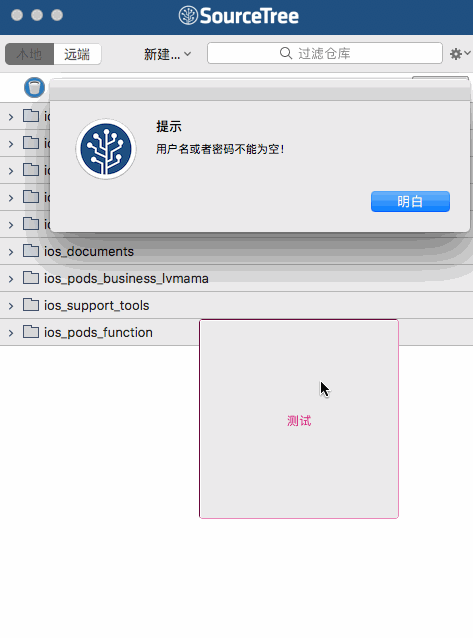 SourceTree
本地 远端 新建... 过滤仓库
提示
用户名或者密码不能为空!
明白
ios_documents
ios_pods_business_lvmama
ios_support_tools
ios_pods_function
测试